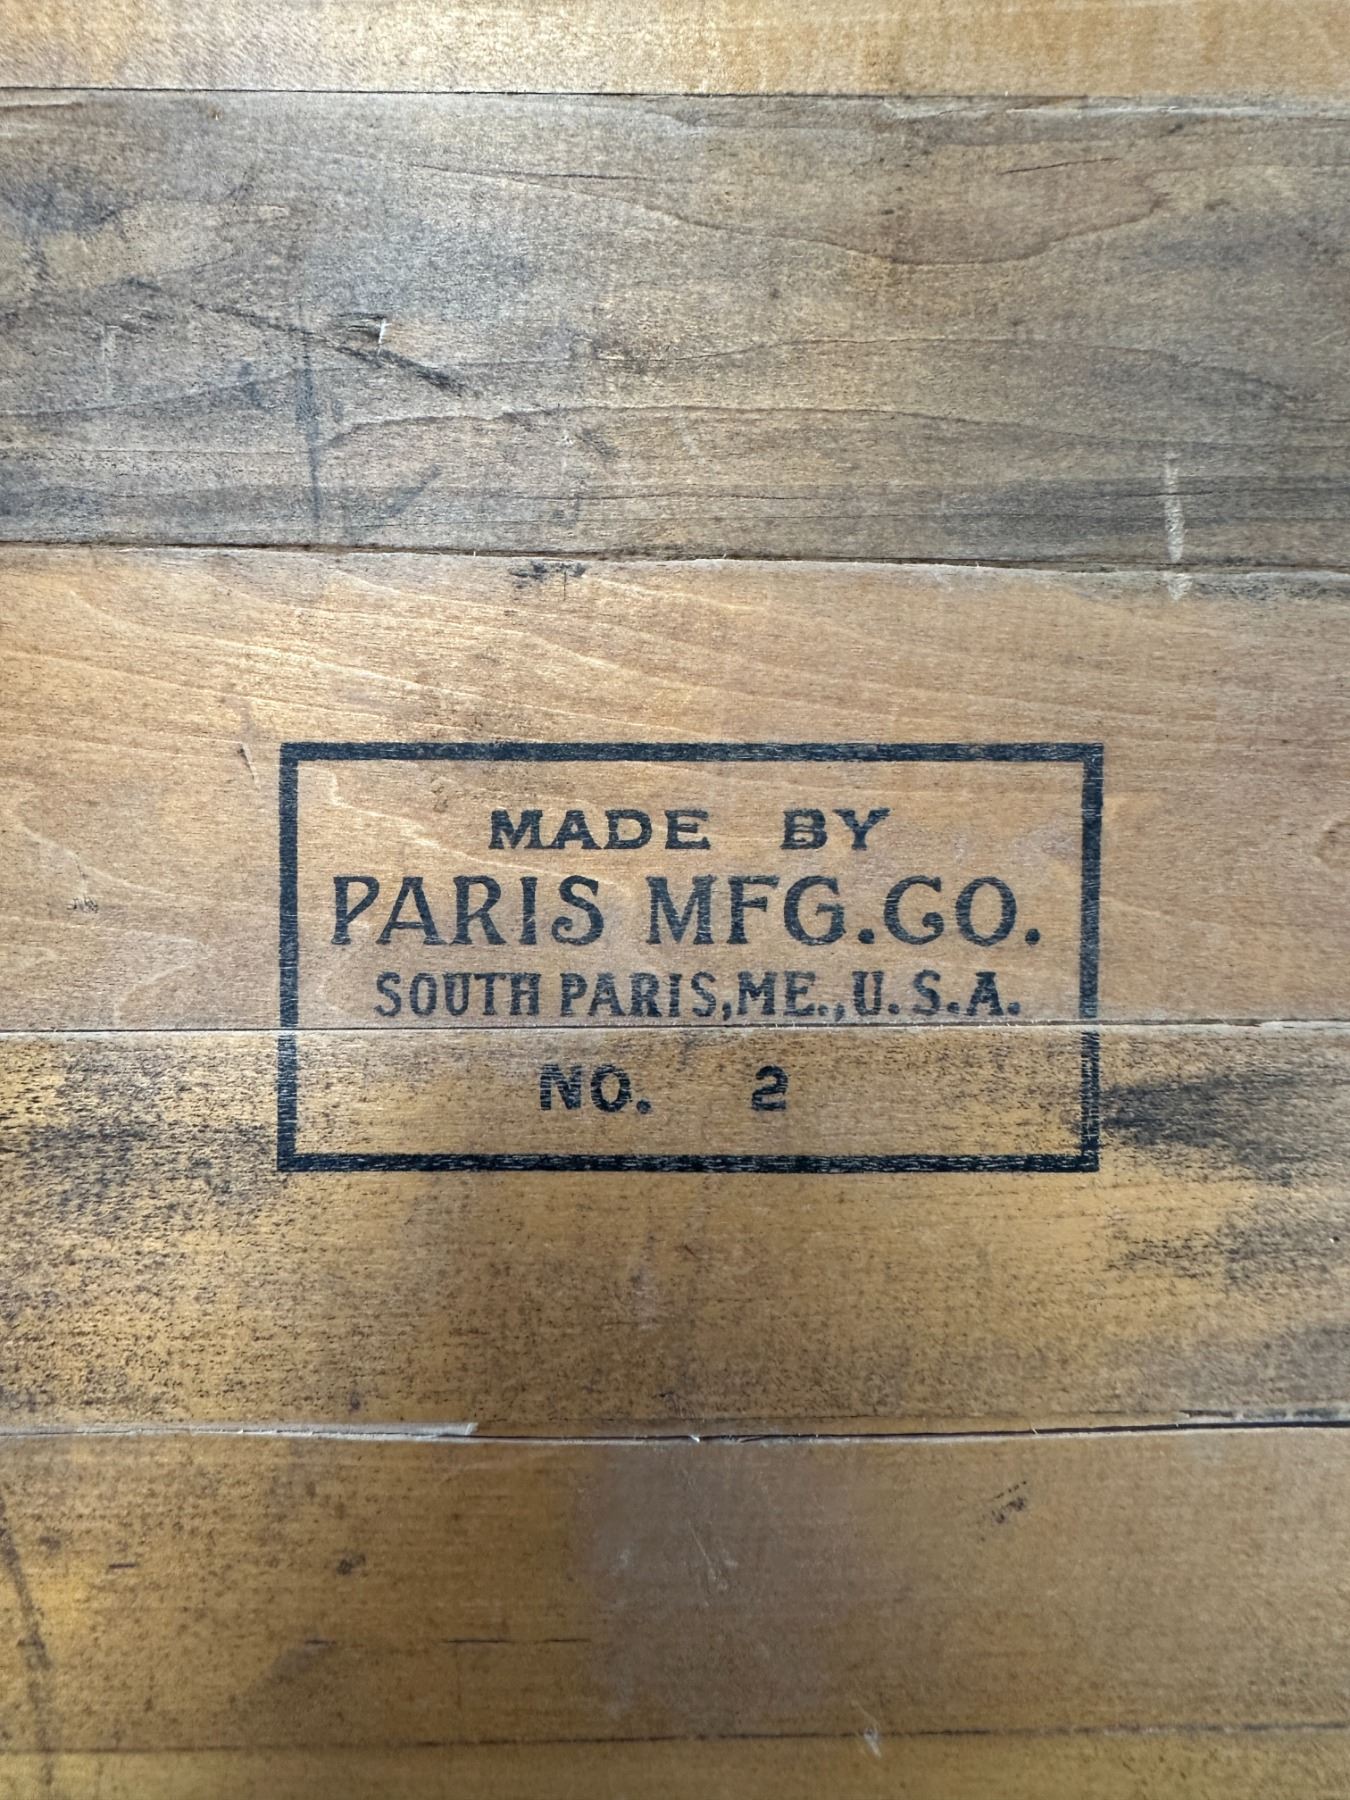 MADE BY
PARIS MFG.CO.
SOUTH PARIS,ME.,U.S.A.
NO. 2